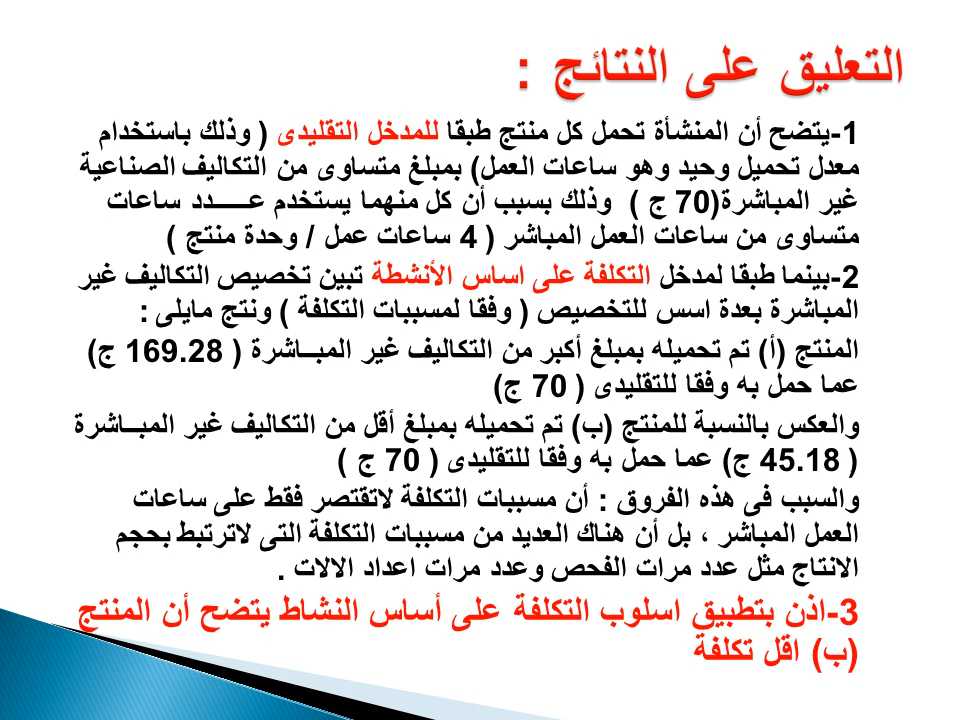 التعليق على النتائج :
1-يتضح أن المنشأة تحمل كل منتج طبقا للمدخل التقليدى ( وذلك باستخدام
معدل تحميل وحيد وهو ساعات العمل) بمبلغ متساوى من التكاليف الصناعية
غير المباشرة(70 ج ) وذلك بسبب أن كل منهما يستخدم عـــــدد ساعات
متساوى من ساعات العمل المباشر ( 4 ساعات عمل / وحدة منتج )
2-بينما طبقا لمدخل التكلفة على اساس الأنشطة تبين تخصيص التكاليف غير
المباشرة بعدة اسس للتخصيص ( وفقا لمسببات التكلفة ) ونتج مايلى :
المنتج (أ) تم تحميله بمبلغ أكبر من التكاليف غير المبـــاشرة ( 169.28 ج)
عما حمل به وفقا للتقليدى ( 70 ج)
والعكس بالنسبة للمنتج (ب) تم تحميله بمبلغ أقل من التكاليف غير المبـــاشرة
( 45.18 ج) عما حمل به وفقا للتقليدى ( 70 ج )
والسبب فى هذه الفروق : أن مسببات التكلفة لاتقتصر فقط على ساعات
العمل المباشر ، بل أن هناك العديد من مسببات التكلفة التى لاترتبط بحجم
الانتاج مثل عدد مرات الفحص وعدد مرات اعداد الالات .
3-اذن بتطبيق اسلوب التكلفة على أساس النشاط يتضح أن المنتج
(ب) اقل تكلفة